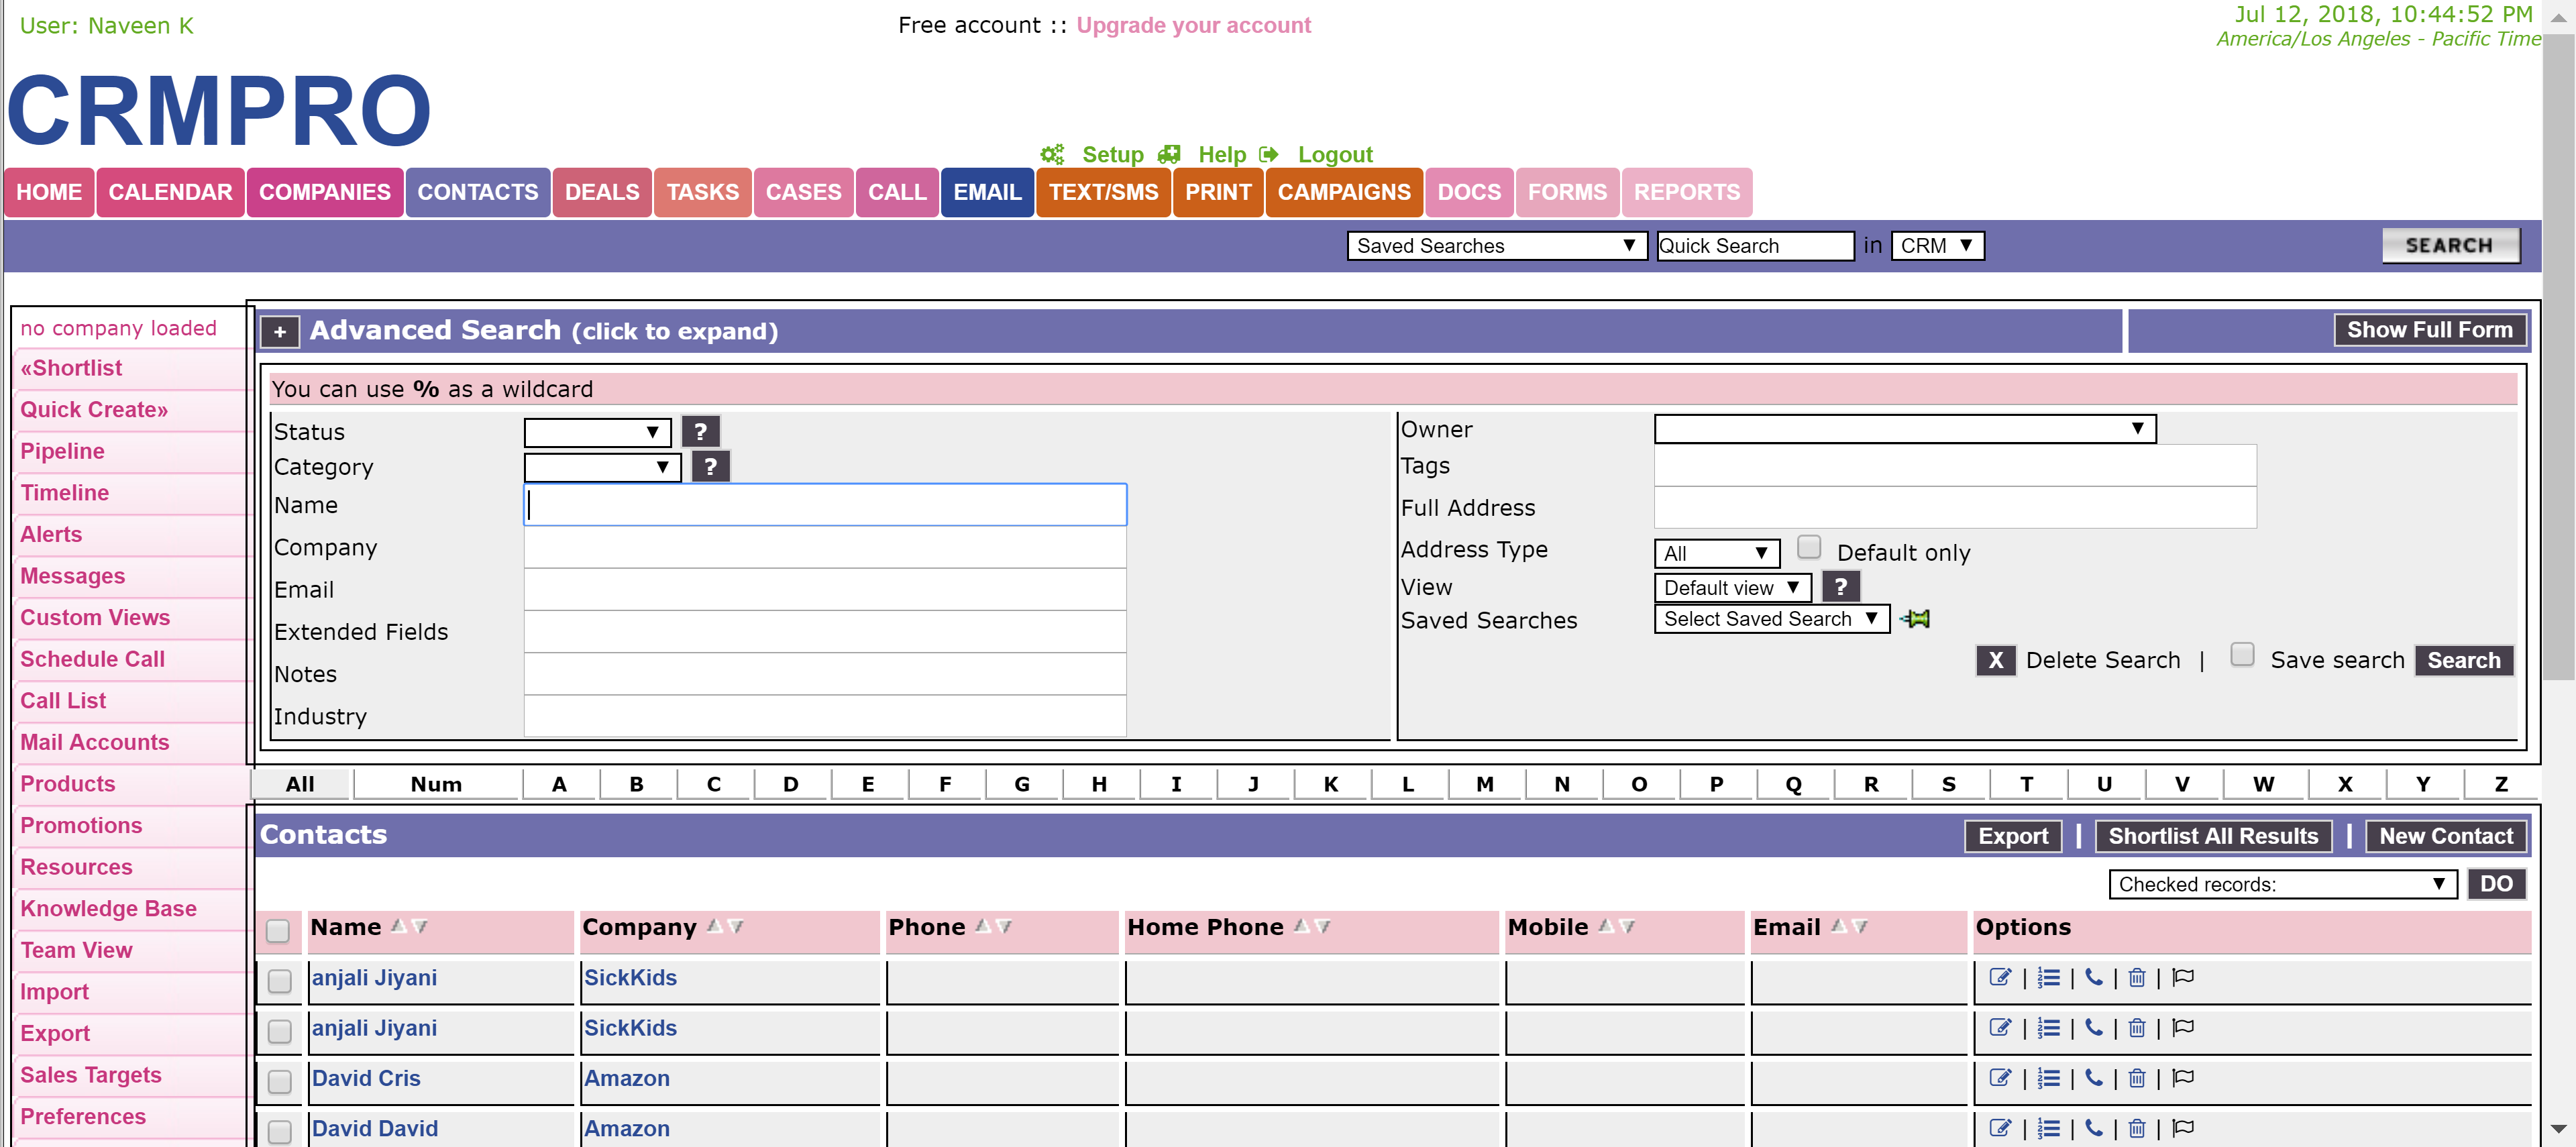 User: Naveen K
Free account :: Upgrade your account
Jul 12, 2018, 10:44:52 PM
America/Los Angeles - Pacific Time
CRMPRO
Setup Help Logout
HOME CALENDAR COMPANIES CONTACTS DEALS TASKS CASES CALL EMAIL TEXT/SMS PRINT CAMPAIGNS DOCS FORMS REPORTS
Saved Searches Quick Search in CRM SEARCH
no company loaded
«Shortlist
Quick Create»
Pipeline
Timeline
Alerts
Messages
Custom Views
Schedule Call
Call List
Mail Accounts
Products
Promotions
Resources
Knowledge Base
Team View
Import
Export
Sales Targets
Preferences
+ Advanced Search (click to expand) Show Full Form
You can use % as a wildcard
Status ?
Category ?
Name
Company
Email
Extended Fields
Notes
Industry
Owner
Tags
Full Address
Address Type All Default only
View Default view ?
Saved Searches Select Saved Search
X Delete Search | Save search Search
All Num A B C D E F G H I J K L M N O P Q R S T U V W X Y Z
Contacts Export | Shortlist All Results | New Contact
Checked records: DO
Name Company Phone Home Phone Mobile Email Options
anjali Jiyani SickKids | | | |
anjali Jiyani SickKids | | | |
David Cris Amazon | | | |
David David Amazon | | | |